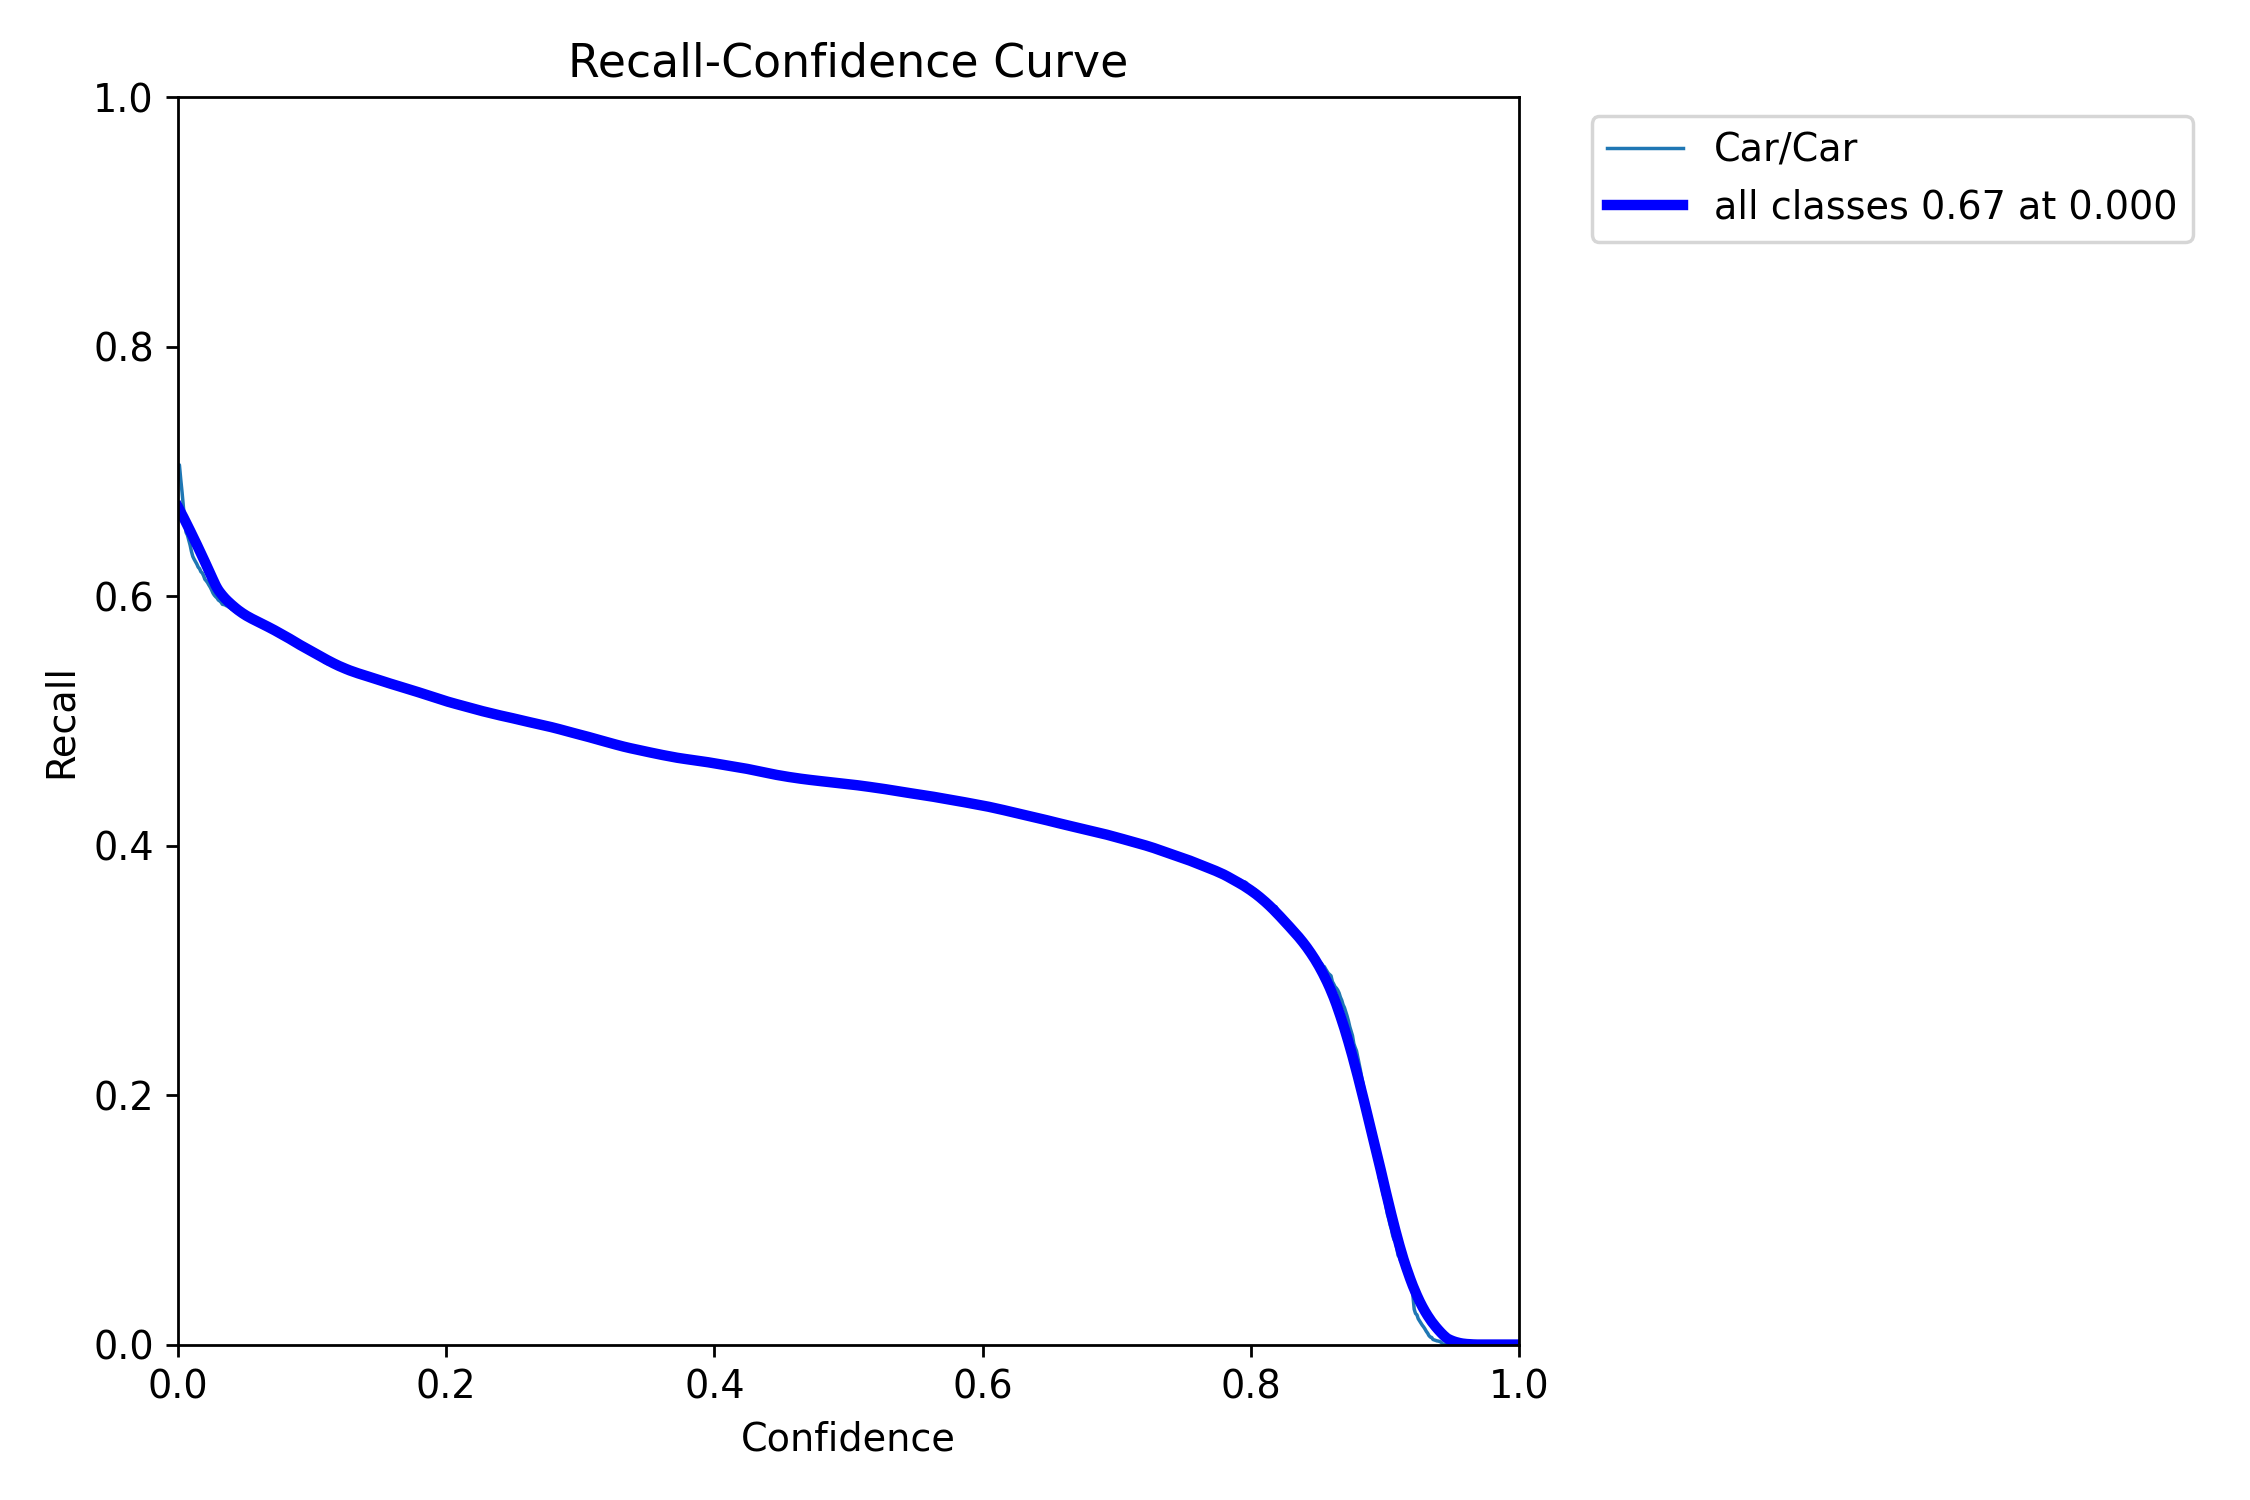 Recall-Confidence Curve
Car/Car
all classes 0.67 at 0.000
Recall
1.0
0.8
0.6
0.4
0.2
0.0
0.0 0.2 0.4 0.6 0.8 1.0
Confidence